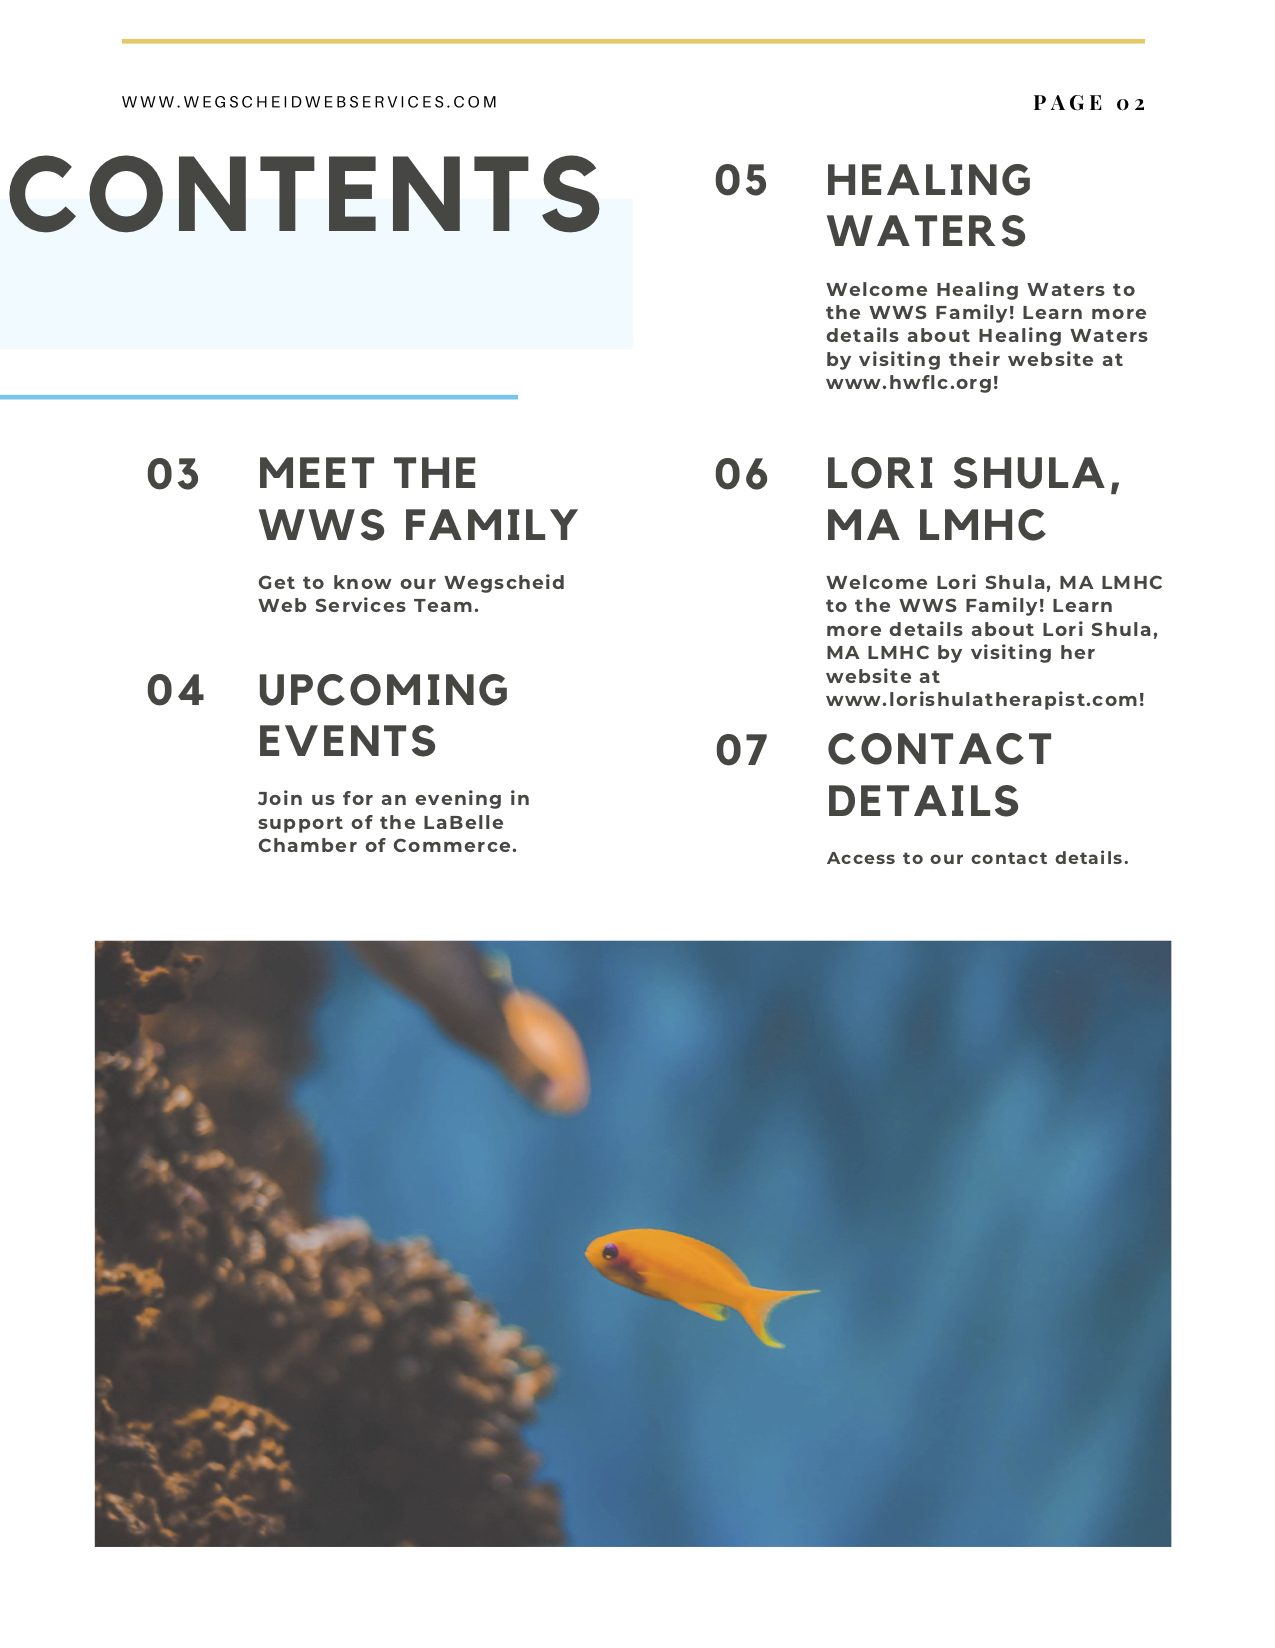 WWW.WEGSCHEIDWEBSERVICES.COM
PAGE 02
CONTENTS
03
MEET THE
WWS FAMILY
Get to know our Wegscheid
Web Services Team.
04
UPCOMING
EVENTS
Join us for an evening in
support of the LaBelle
Chamber of Commerce.
05
HEALING
WATERS
Welcome Healing Waters to
the WWS Family! Learn more
details about Healing Waters
by visiting their website at
www.hwflc.org!
06
LORI SHULA,
MA LMHC
Welcome Lori Shula, MA LMHC
to the WWS Family! Learn
more details about Lori Shula,
MA LMHC by visiting her
website at
www.lorishulatherapist.com!
07
CONTACT
DETAILS
Access to our contact details.